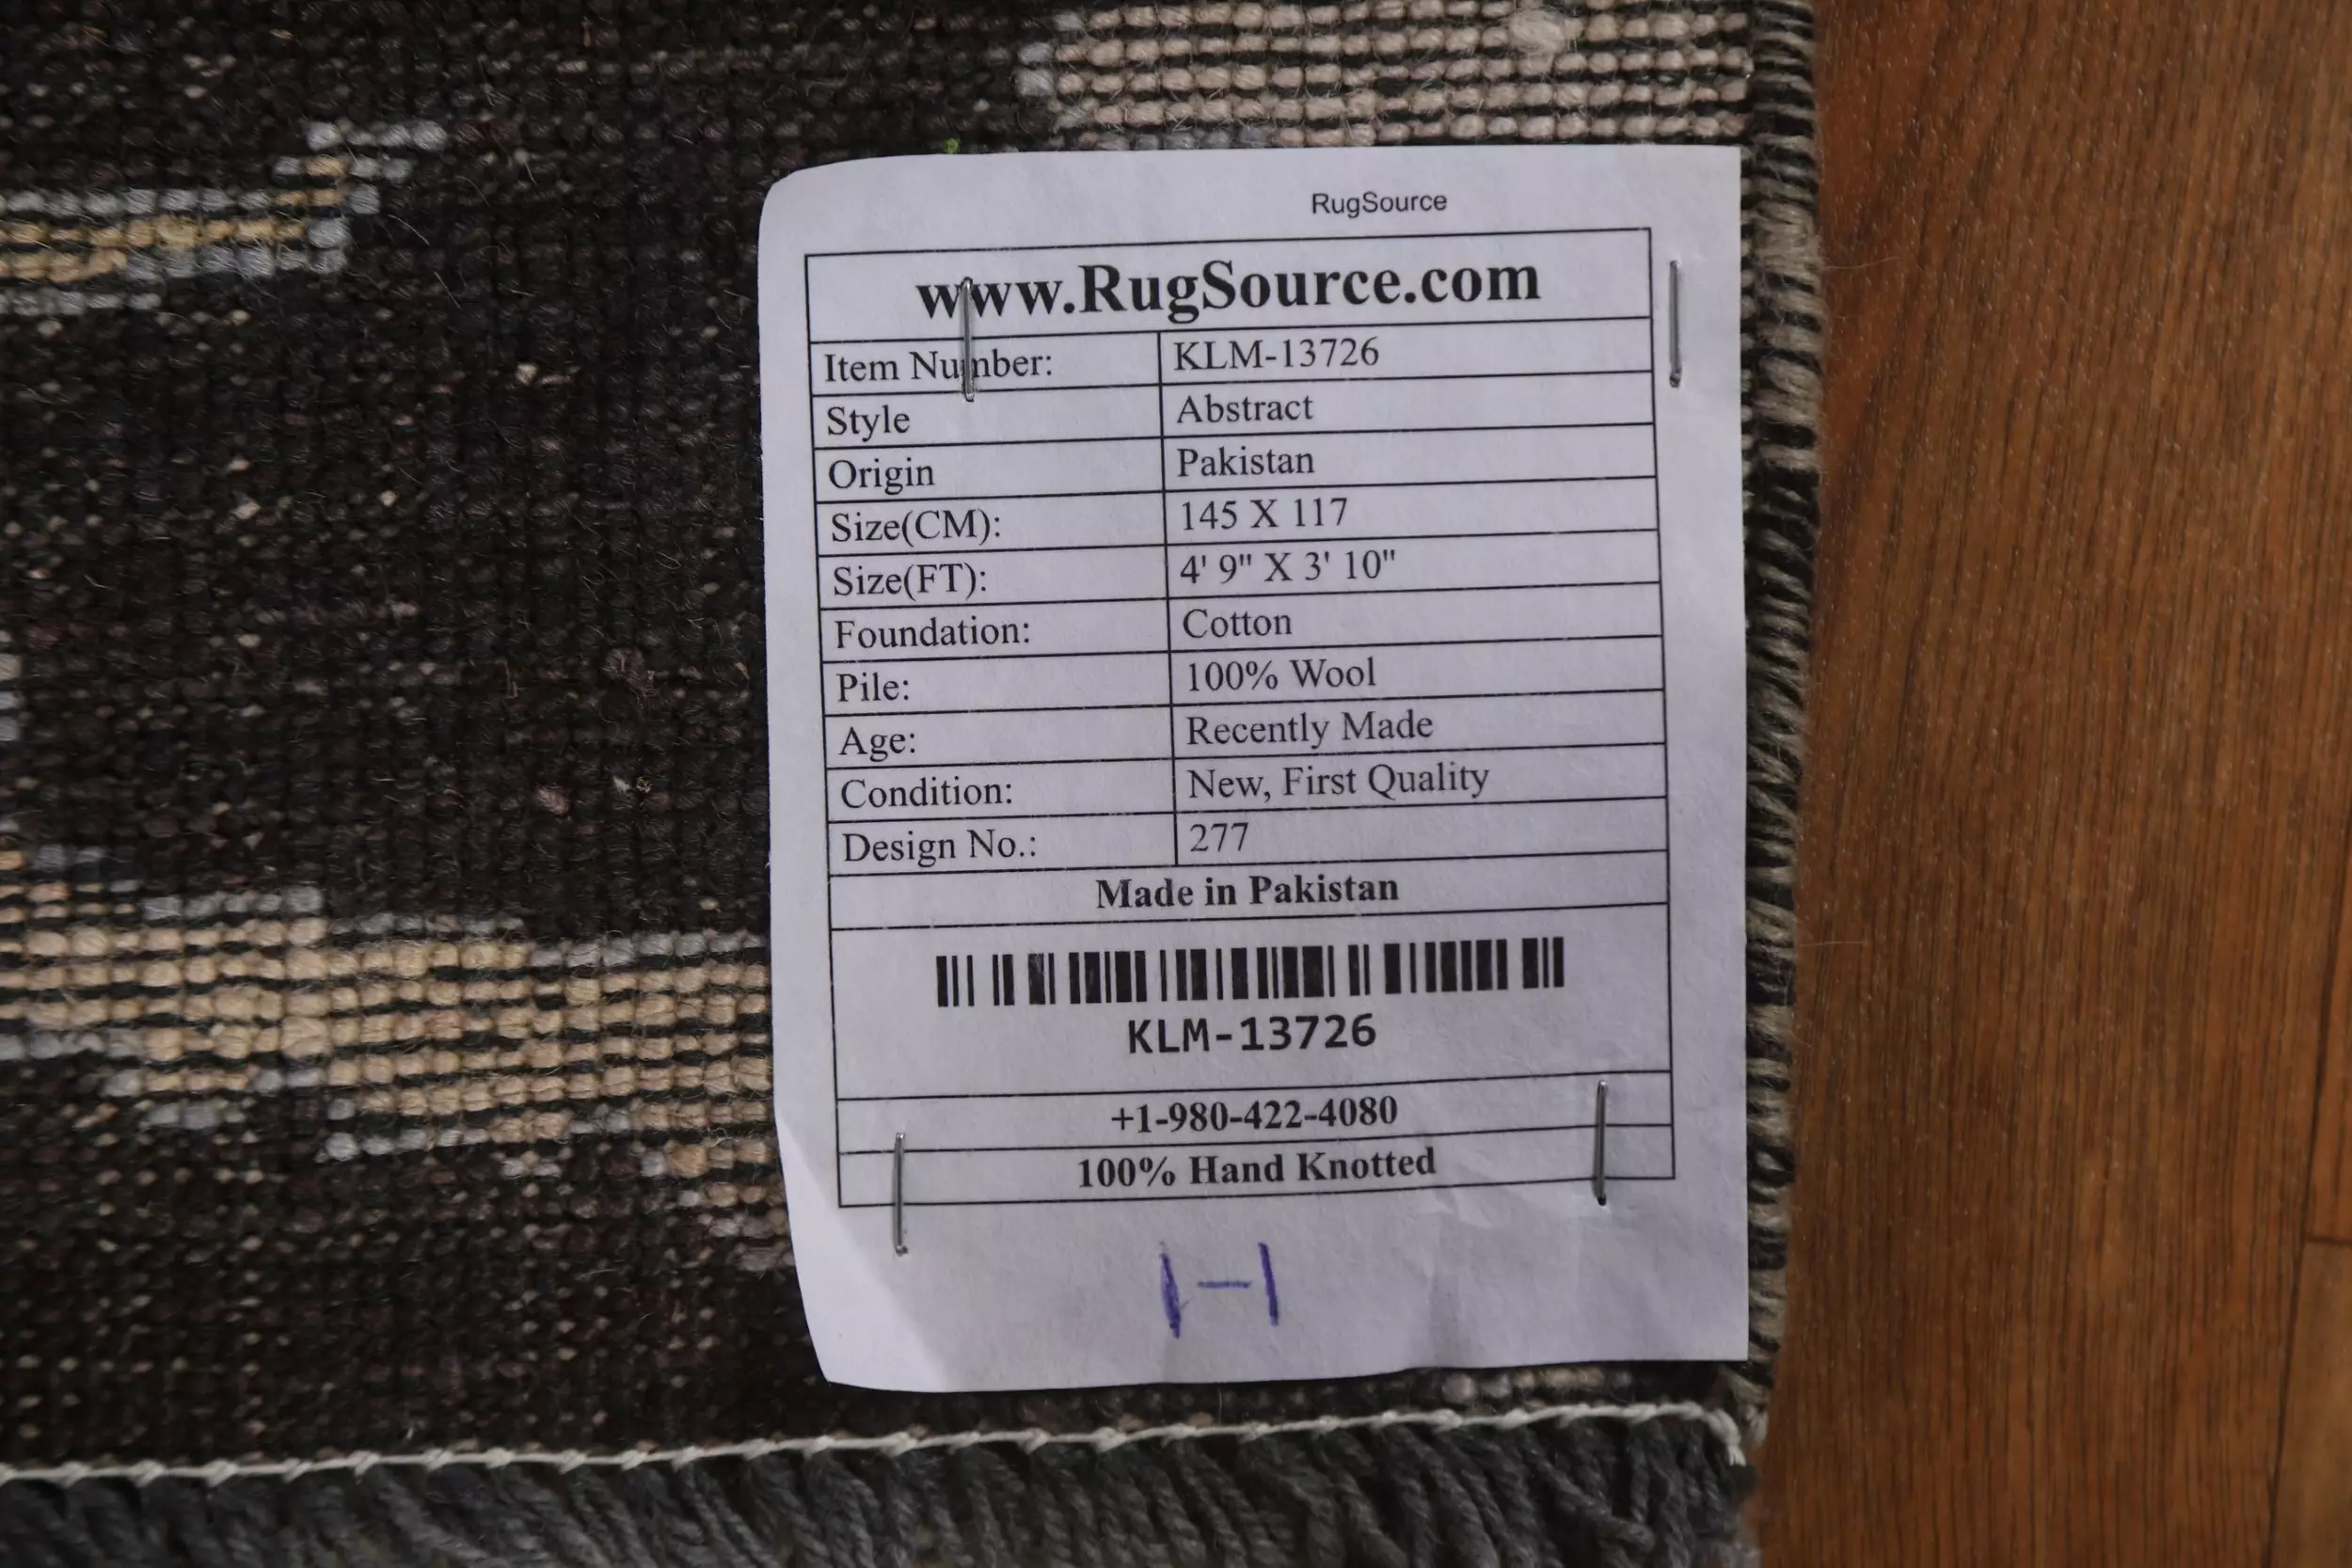 RugSource
www.RugSource.com
Item Number: KLM-13726
Style Abstract
Origin Pakistan
Size(CM): 145 X 117
Size(FT): 4' 9" X 3' 10"
Foundation: Cotton
Pile: 100% Wool
Age: Recently Made
Condition: New, First Quality
Design No.: 277
Made in Pakistan
KLM-13726
+1-980-422-4080
100% Hand Knotted
1-1